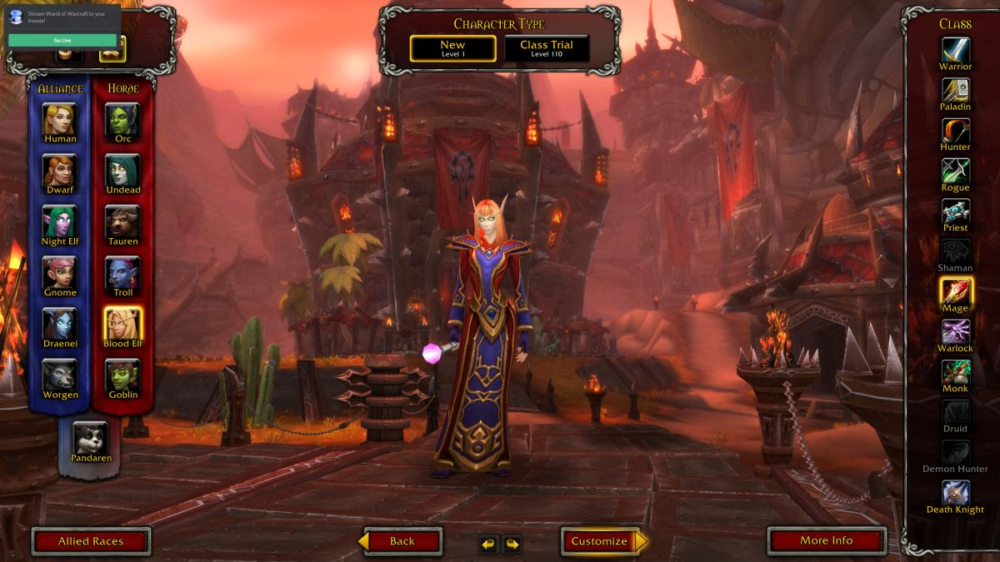 Stream World of Warcraft to your
friends!
Go Live
CHARACTER TYPE
New
Level 1
Class Trial
Level 110
ALLIANCE
HORDE
Human
Orc
Dwarf
Undead
Night Elf
Tauren
Gnome
Troll
Draenei
Blood Elf
Worgen
Goblin
Pandaren
CLASS
Warrior
Paladin
Hunter
Rogue
Priest
Shaman
Mage
Warlock
Monk
Druid
Demon Hunter
Death Knight
Allied Races
Back
Customize
More Info